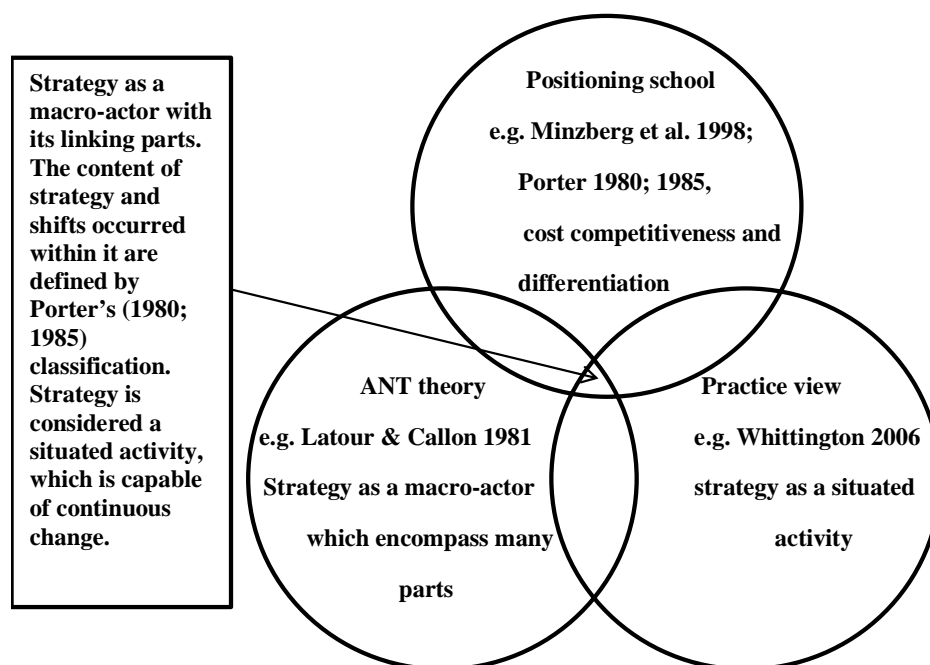 Strategy as a
macro-actor with
its linking parts.
The content of
strategy and
shifts occurred
within it are
defined by
Porter's (1980;
1985)
classification.
Strategy is
considered a
situated activity,
which is capable
of continuous
change.
Positioning school
e.g. Minzberg et al. 1998;
Porter 1980; 1985,
cost competitiveness and
differentiation
ANT theory
e.g. Latour & Callon 1981
Strategy as a macro-actor
which encompass many
parts
Practice view
e.g. Whittington 2006
strategy as a situated
activity